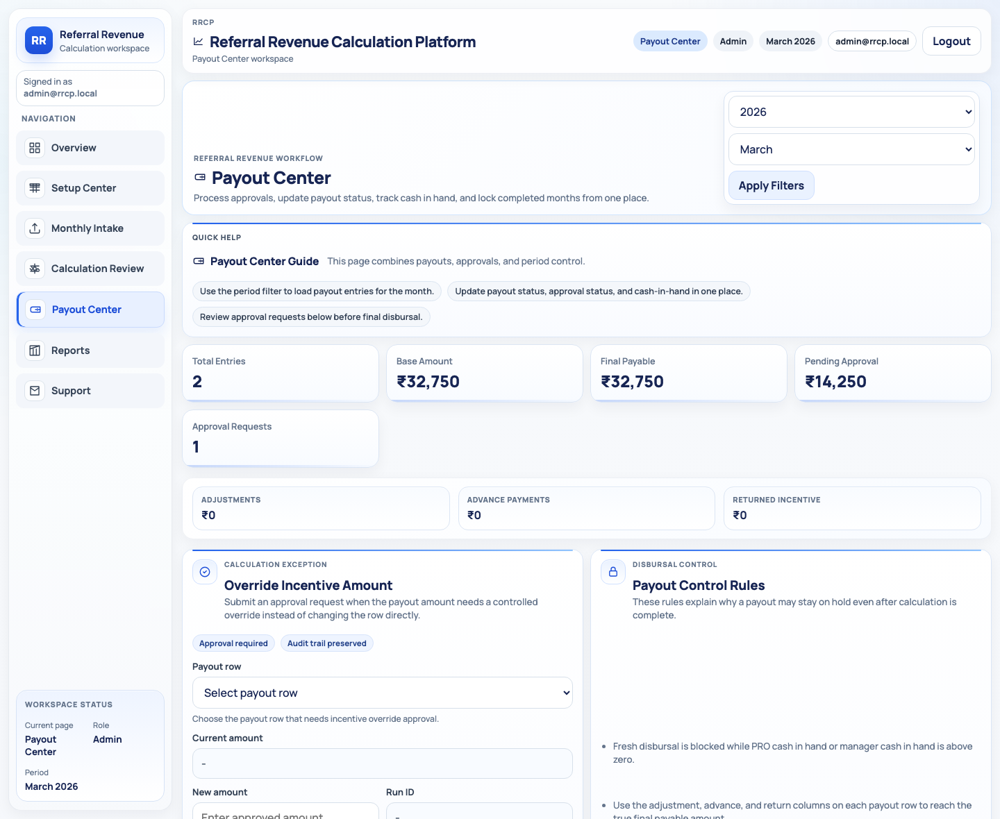 RR
Referral Revenue
Calculation workspace
Signed in as
admin@rrcp.local
NAVIGATION
Overview
Setup Center
Monthly Intake
Calculation Review
Payout Center
Reports
Support
WORKSPACE STATUS
Current page
Role
Payout
Center
Admin
Period
March 2026
RRCP
Referral Revenue Calculation Platform
Payout Center workspace
Payout Center
Admin
March 2026
admin@rrcp.local
Logout
REFERRAL REVENUE WORKFLOW
Payout Center
Process approvals, update payout status, track cash in hand, and lock completed months from one place.
2026
March
Apply Filters
QUICK HELP
Payout Center Guide This page combines payouts, approvals, and period control.
Use the period filter to load payout entries for the month.
Update payout status, approval status, and cash-in-hand in one place.
Review approval requests below before final disbursal.
Total Entries
2
Base Amount
₹32,750
Final Payable
₹32,750
Pending Approval
₹14,250
Approval Requests
1
ADJUSTMENTS
₹0
ADVANCE PAYMENTS
₹0
RETURNED INCENTIVE
₹0
CALCULATION EXCEPTION
Override Incentive Amount
Submit an approval request when the payout amount needs a controlled
override instead of changing the row directly.
Approval required
Audit trail preserved
Payout row
Select payout row
Choose the payout row that needs incentive override approval.
Current amount
-
New amount
Enter approved amount
Run ID
-
DISBURSAL CONTROL
Payout Control Rules
These rules explain why a payout may stay on hold even after calculation is
complete.
• Fresh disbursal is blocked while PRO cash in hand or manager cash in hand is above
zero.
• Use the adjustment, advance, and return columns on each payout row to reach the
true final payable amount.